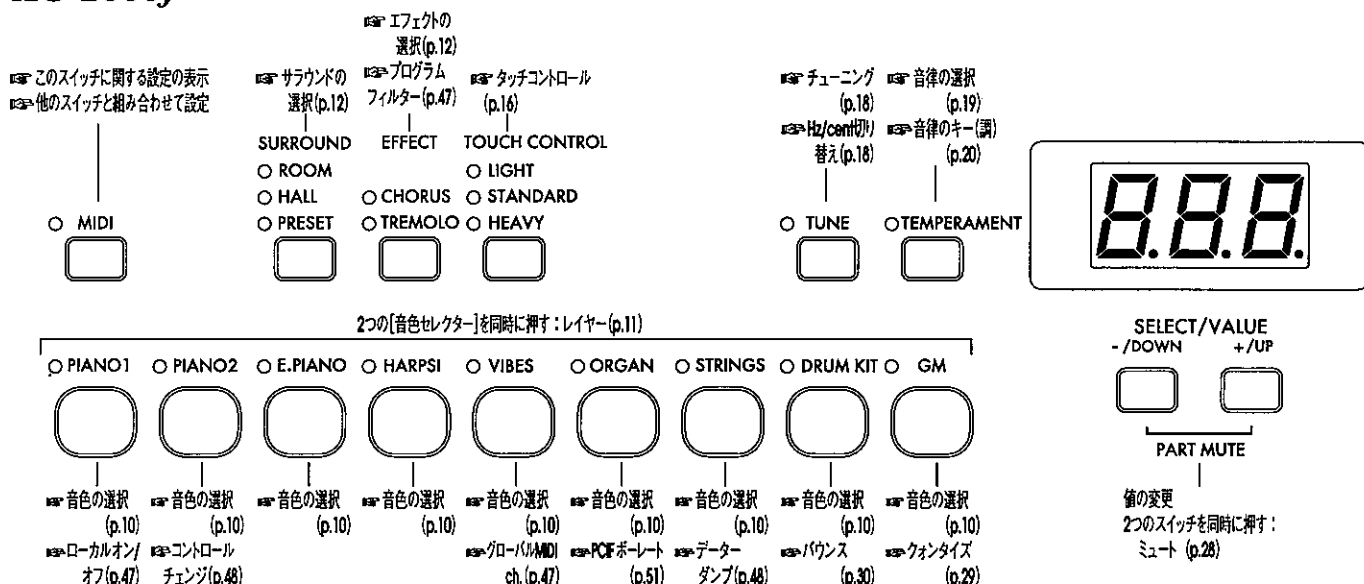 ☞ エフェクトの
選択(p.12)
☞ このスイッチに関する設定の表示
☞ サラウンドの
☞プログラム
☞ タッチコントロール
☞ チューニング
☞ 音律の選択
☞他のスイッチと組み合わせて設定
選択(p.12)
フィルター(p.47)
(p.16)
(p.18)
(p.19)
☞Hz/cent切り
☞音律のキー(調)
替え(p.18)
(p.20)
SURROUND
EFFECT
TOUCH CONTROL
○ ROOM
○ LIGHT
○ HALL
○ CHORUS
○ STANDARD
○ MIDI
○ PRESET
○ TREMOLO
○ HEAVY
○ TUNE
○ TEMPERAMENT
8.8.8.
2つの[音色セレクター]を同時に押す：レイヤー(p.11)
SELECT/VALUE
-/DOWN +/UP
○ PIANO1 ○ PIANO2 ○ E.PIANO ○ HARPSI ○ VIBES ○ ORGAN ○ STRINGS ○ DRUM KIT ○ GM
PART MUTE
☞ 音色の選択
(p.10)
☞ローカルオン/
オフ(p.47)
☞ 音色の選択
(p.10)
☞コントロール
チェンジ(p.48)
☞ 音色の選択
(p.10)
☞ 音色の選択
(p.10)
☞ 音色の選択
(p.10)
☞グローバルMIDI
ch.(p.47)
☞ 音色の選択
(p.10)
☞PCIFボーレート
(p.51)
☞ 音色の選択
(p.10)
☞データー
ダンプ(p.48)
☞ 音色の選択
(p.10)
☞バウンス
(p.30)
☞ 音色の選択
(p.10)
☞クォンタイズ
(p.29)
値の変更
2つのスイッチを同時に押す：
ミュート (p.28)